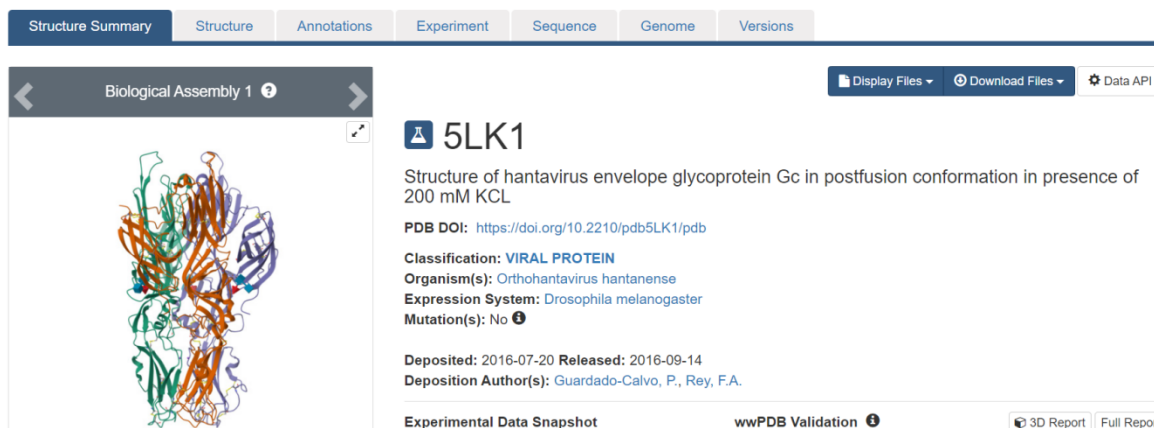 Structure Summary
Structure
Annotations
Experiment
Sequence
Genome
Versions
Biological Assembly 1
Display Files
Download Files
Data API
5LK1
Structure of hantavirus envelope glycoprotein Gc in postfusion conformation in presence of
200 mM KCL
PDB DOI: https://doi.org/10.2210/pdb5LK1/pdb
Classification: VIRAL PROTEIN
Organism(s): Orthohantavirus hantanense
Expression System: Drosophila melanogaster
Mutation(s): No
Deposited: 2016-07-20 Released: 2016-09-14
Deposition Author(s): Guardado-Calvo, P., Rey, F.A.
Experimental Data Snapshot
wwPDB Validation
3D Report
Full Repor